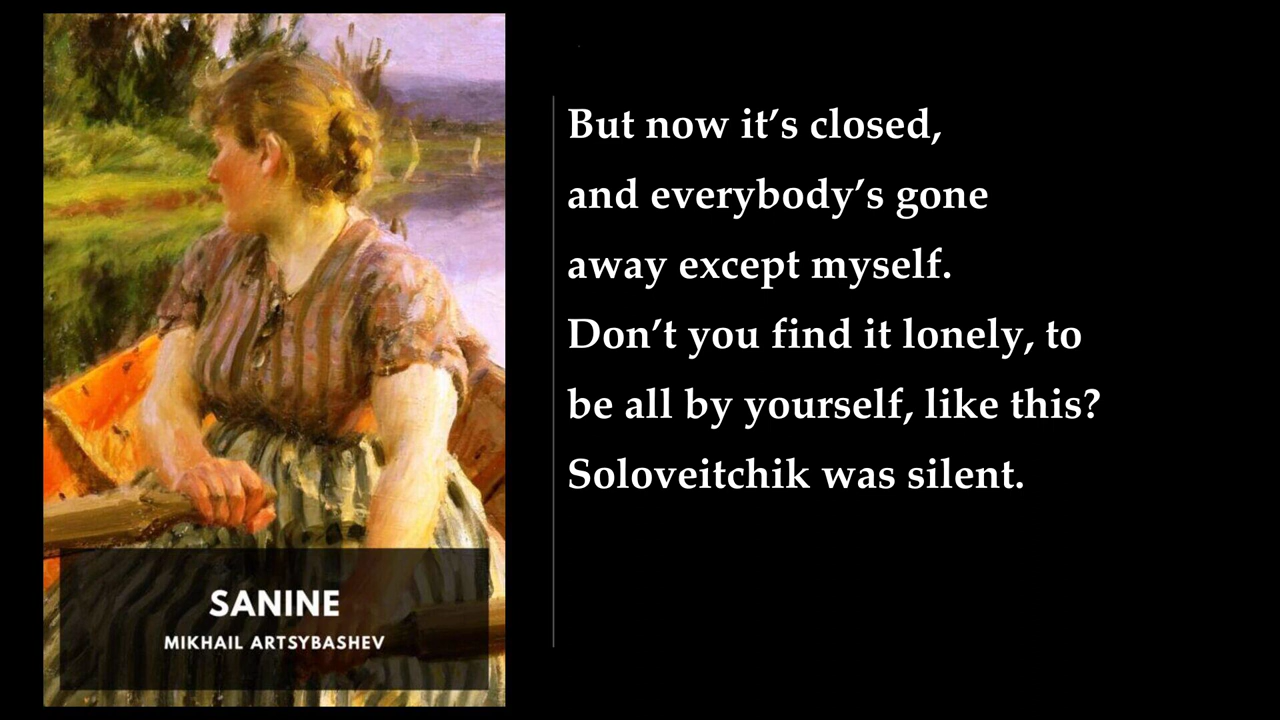 SANINE
MIKHAIL ARTSYBASHEV
But now it’s closed,
and everybody’s gone
away except myself.
Don’t you find it lonely, to
be all by yourself, like this?
Soloveitchik was silent.